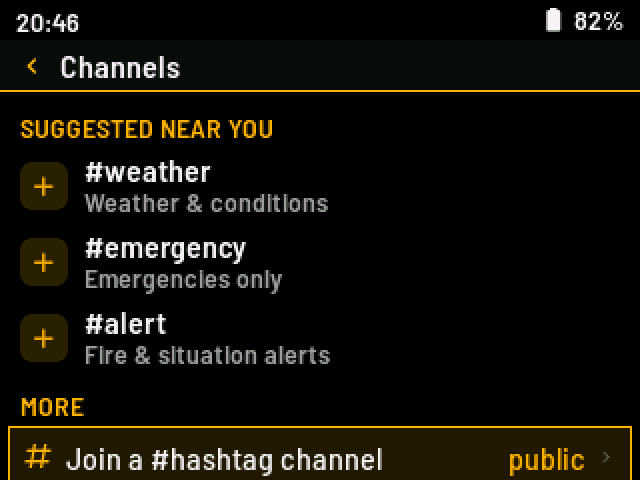 20:46 82%
Channels
SUGGESTED NEAR YOU
#weather
Weather & conditions
#emergency
Emergencies only
#alert
Fire & situation alerts
MORE
# Join a #hashtag channel public